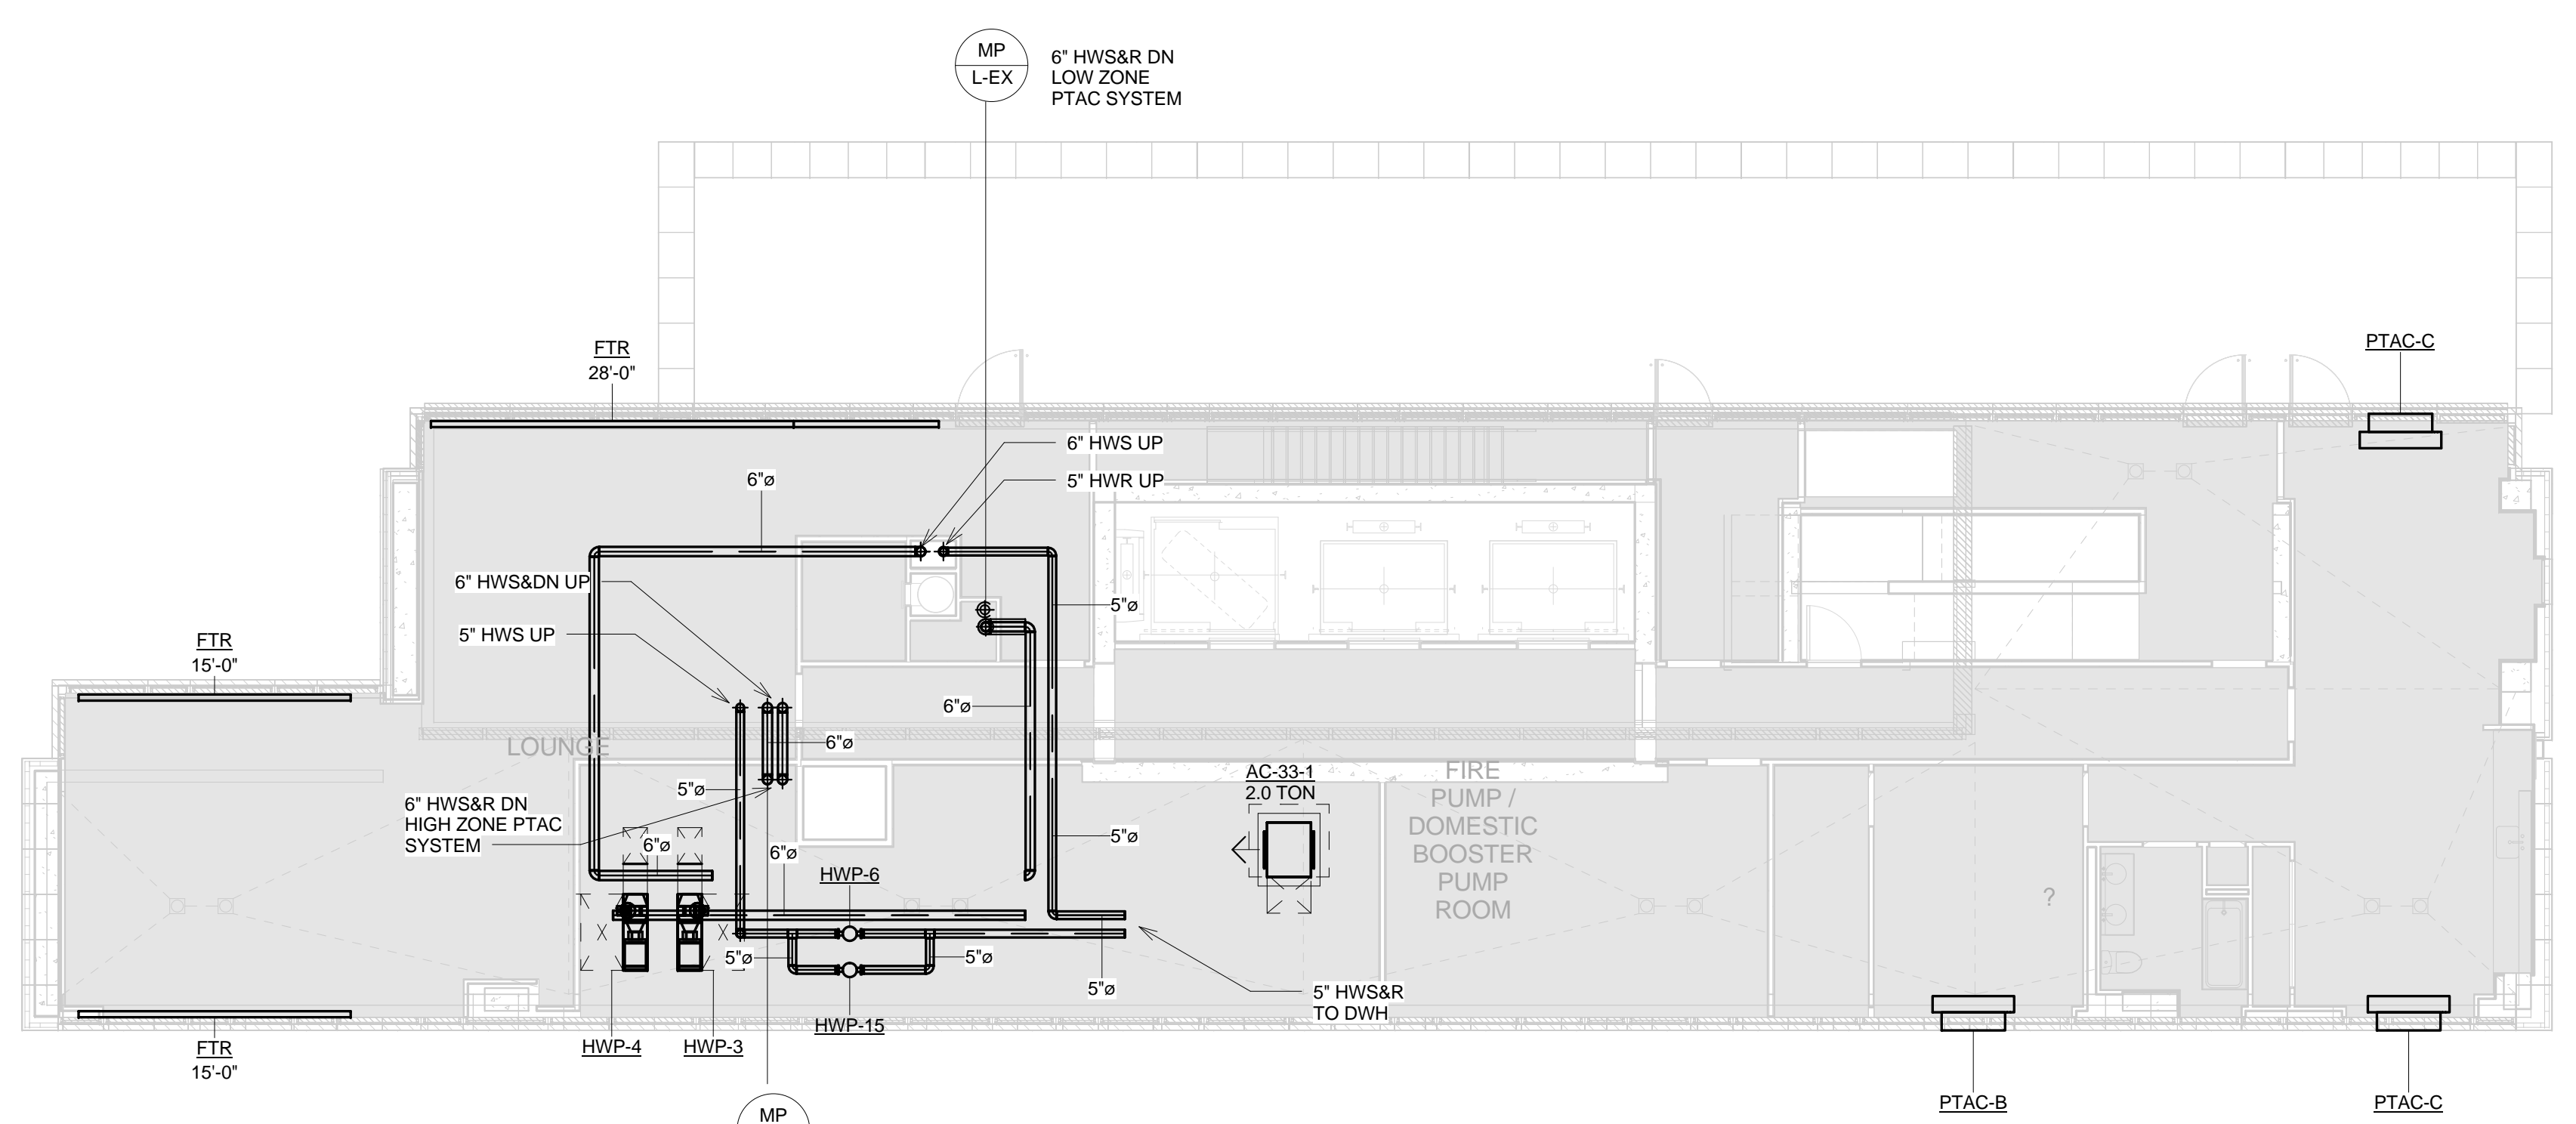 MP
L-EX
6" HWS&R DN
LOW ZONE
PTAC SYSTEM
FTR
28'-0"
PTAC-C
6" HWS UP
5" HWR UP
6"ø
6" HWS&DN UP
5" HWS UP
5"ø
FTR
15'-0"
6"ø
LOUNGE
6"ø
5"ø
6" HWS&R DN
HIGH ZONE PTAC
SYSTEM
6"ø
6"ø
5"ø
AC-33-1
2.0 TON
FIRE
PUMP /
DOMESTIC
BOOSTER
PUMP
ROOM
HWP-6
?
5"ø
5"ø
5"ø
5" HWS&R
TO DWH
HWP-15
HWP-4
HWP-3
FTR
15'-0"
PTAC-B
PTAC-C
MP